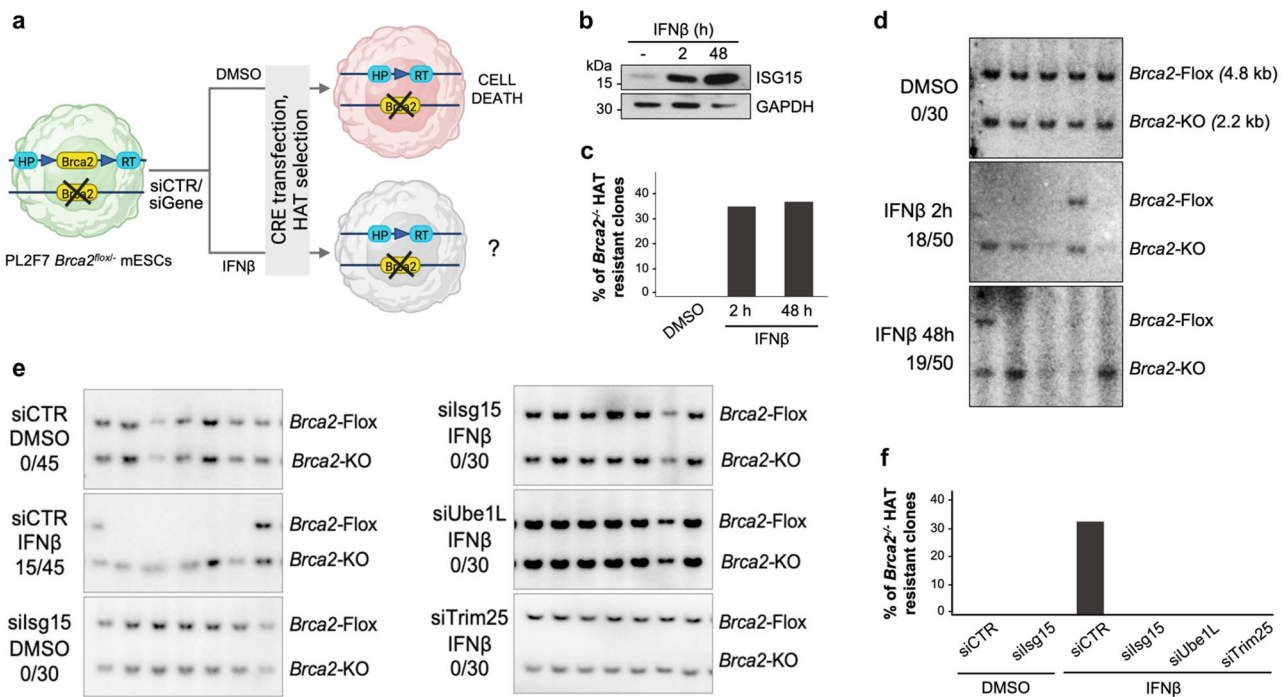 a
DMSO
HP RT
Brca2
CELL
DEATH
HP Brca2 RT
Brca2
siCTR/
siGene
CRE transfection,
HAT selection
PL2F7 Brca2flox/- mESCs
IFNβ
HP RT
Brca2
?
b
IFNβ (h)
- 2 48
kDa
15
ISG15
30
GAPDH
c
% of Brca2-/- HAT
resistant clones
40
30
20
10
0
DMSO
2 h 48 h
IFNβ
d
DMSO
0/30
Brca2-Flox (4.8 kb)
Brca2-KO (2.2 kb)
IFNβ 2h
18/50
Brca2-Flox
Brca2-KO
IFNβ 48h
19/50
Brca2-Flox
Brca2-KO
e
siCTR
DMSO
0/45
Brca2-Flox
Brca2-KO
siCTR
IFNβ
15/45
Brca2-Flox
Brca2-KO
siIsg15
DMSO
0/30
Brca2-Flox
Brca2-KO
siIsg15
IFNβ
0/30
Brca2-Flox
Brca2-KO
siUbe1L
IFNβ
0/30
Brca2-Flox
Brca2-KO
siTrim25
IFNβ
0/30
Brca2-Flox
Brca2-KO
f
% of Brca2-/- HAT
resistant clones
40
30
20
10
0
siCTR
siIsg15
siCTR
siIsg15
siUbe1L
siTrim25
DMSO
IFNβ